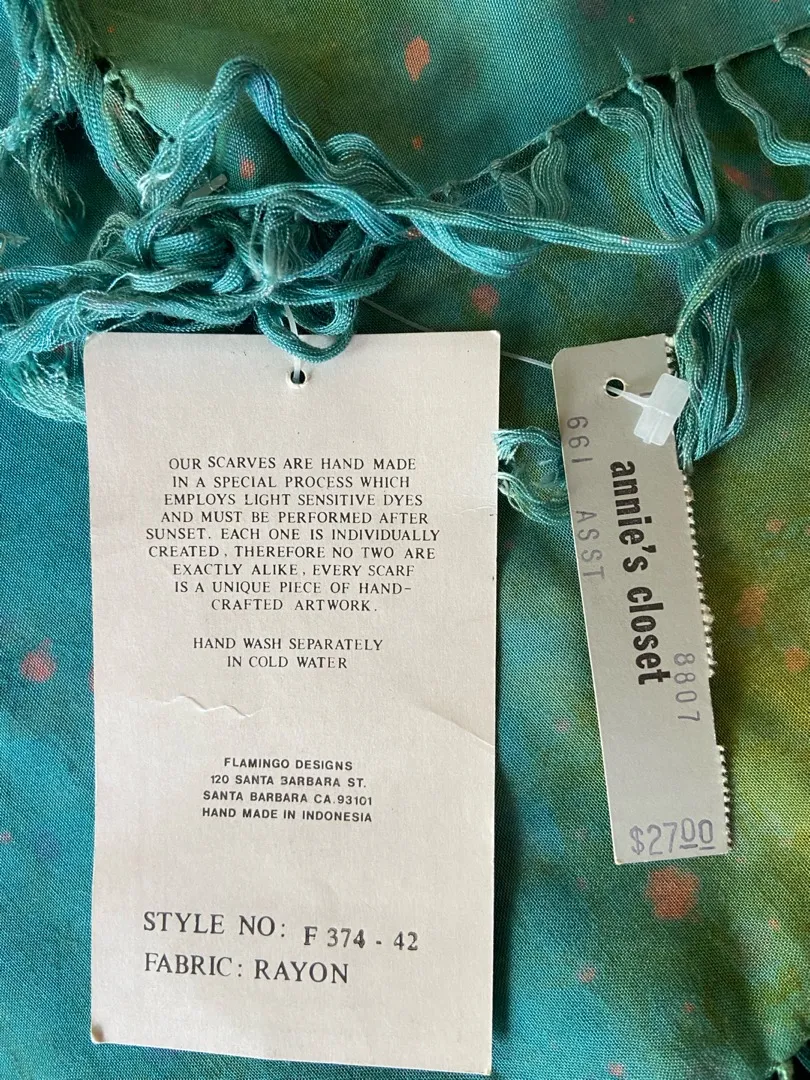 OUR SCARVES ARE HAND MADE
IN A SPECIAL PROCESS WHICH
EMPLOYS LIGHT SENSITIVE DYES
AND MUST BE PERFORMED AFTER
SUNSET. EACH ONE IS INDIVIDUALLY
CREATED, THEREFORE NO TWO ARE
EXACTLY ALIKE, EVERY SCARF
IS A UNIQUE PIECE OF HAND-
CRAFTED ARTWORK.
HAND WASH SEPARATELY
IN COLD WATER
FLAMINGO DESIGNS
120 SANTA BARBARA ST.
SANTA BARBARA CA.93101
HAND MADE IN INDONESIA
STYLE NO: F 374 - 42
FABRIC: RAYON
661 ASST
annie's closet
8807
$2700